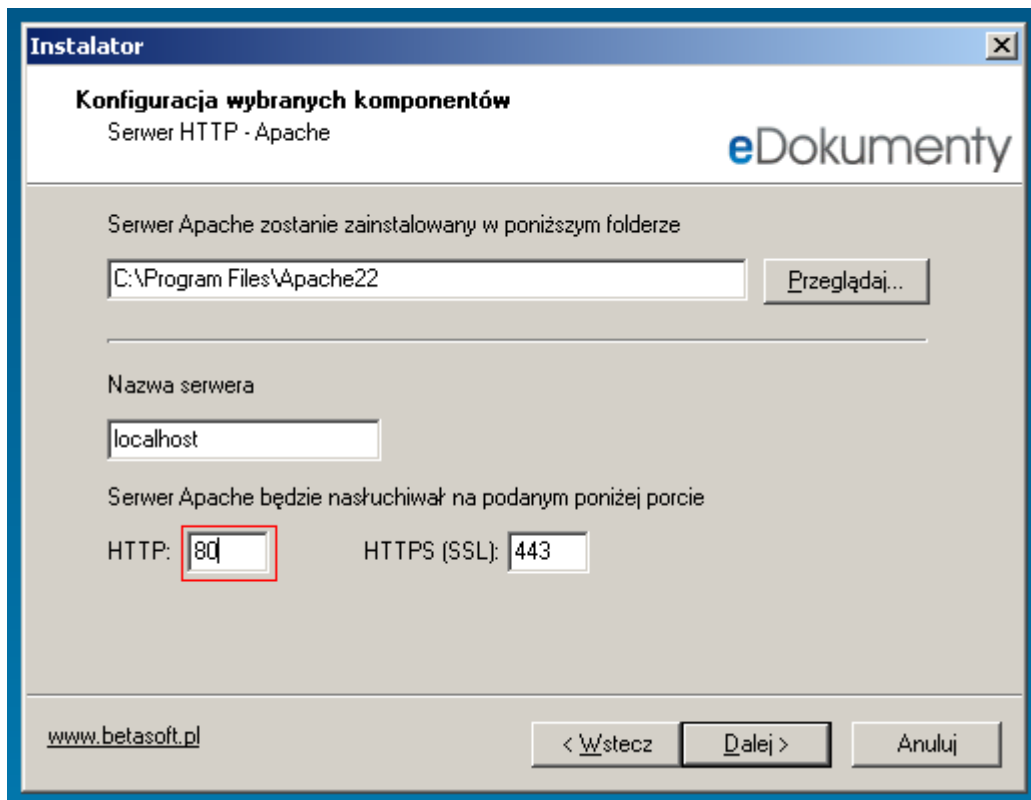 Instalator
Konfiguracja wybranych komponentów
Serwer HTTP - Apache
eDokumenty
Serwer Apache zostanie zainstalowany w poniższym folderze
C:\Program Files\Apache22
Przeglądaj...
Nazwa serwera
localhost
Serwer Apache będzie nasłuchiwał na podanym poniżej porcie
HTTP: 80 HTTPS (SSL): 443
www.betasoft.pl
< Wstecz Dalej > Anuluj